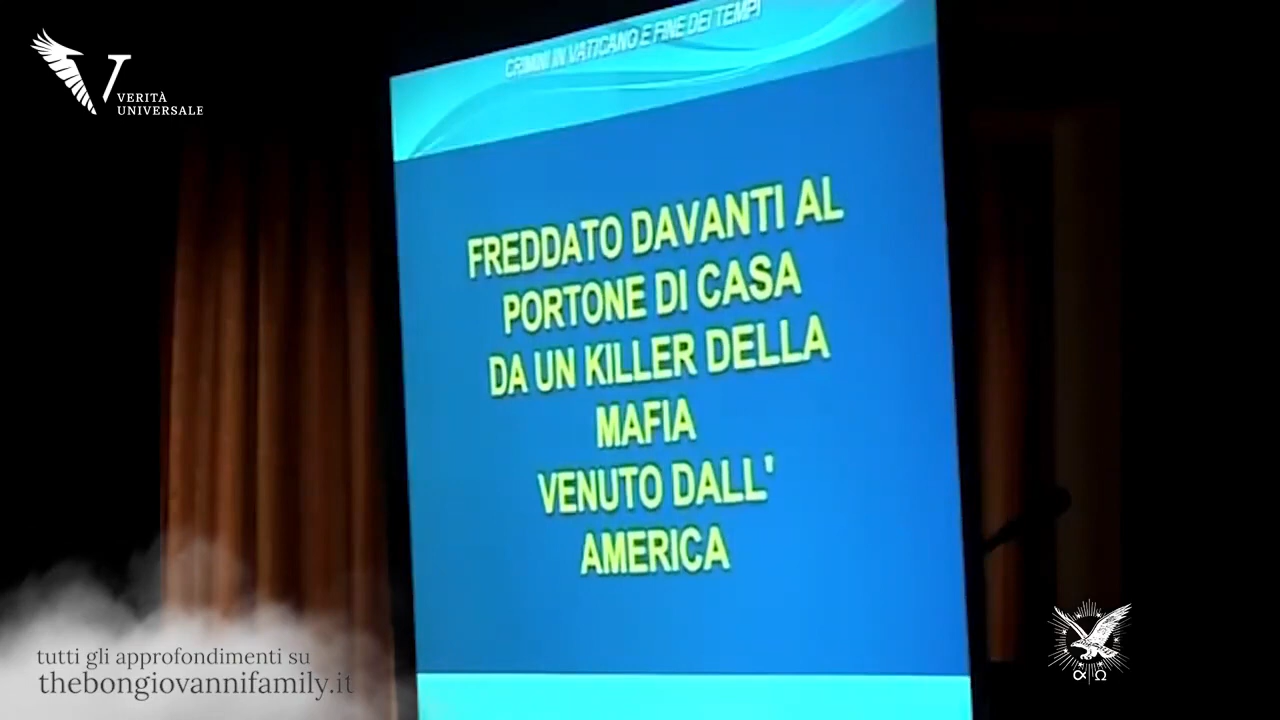 CRIMINI IN VATICANO E FINE DEI TEMPI
V
VERITÀ
UNIVERSALE
FREDDATO DAVANTI AL
PORTONE DI CASA
DA UN KILLER DELLA
MAFIA
VENUTO DALL'
AMERICA
tutti gli approfondimenti su
thebongiovannifamily.it
α Ω